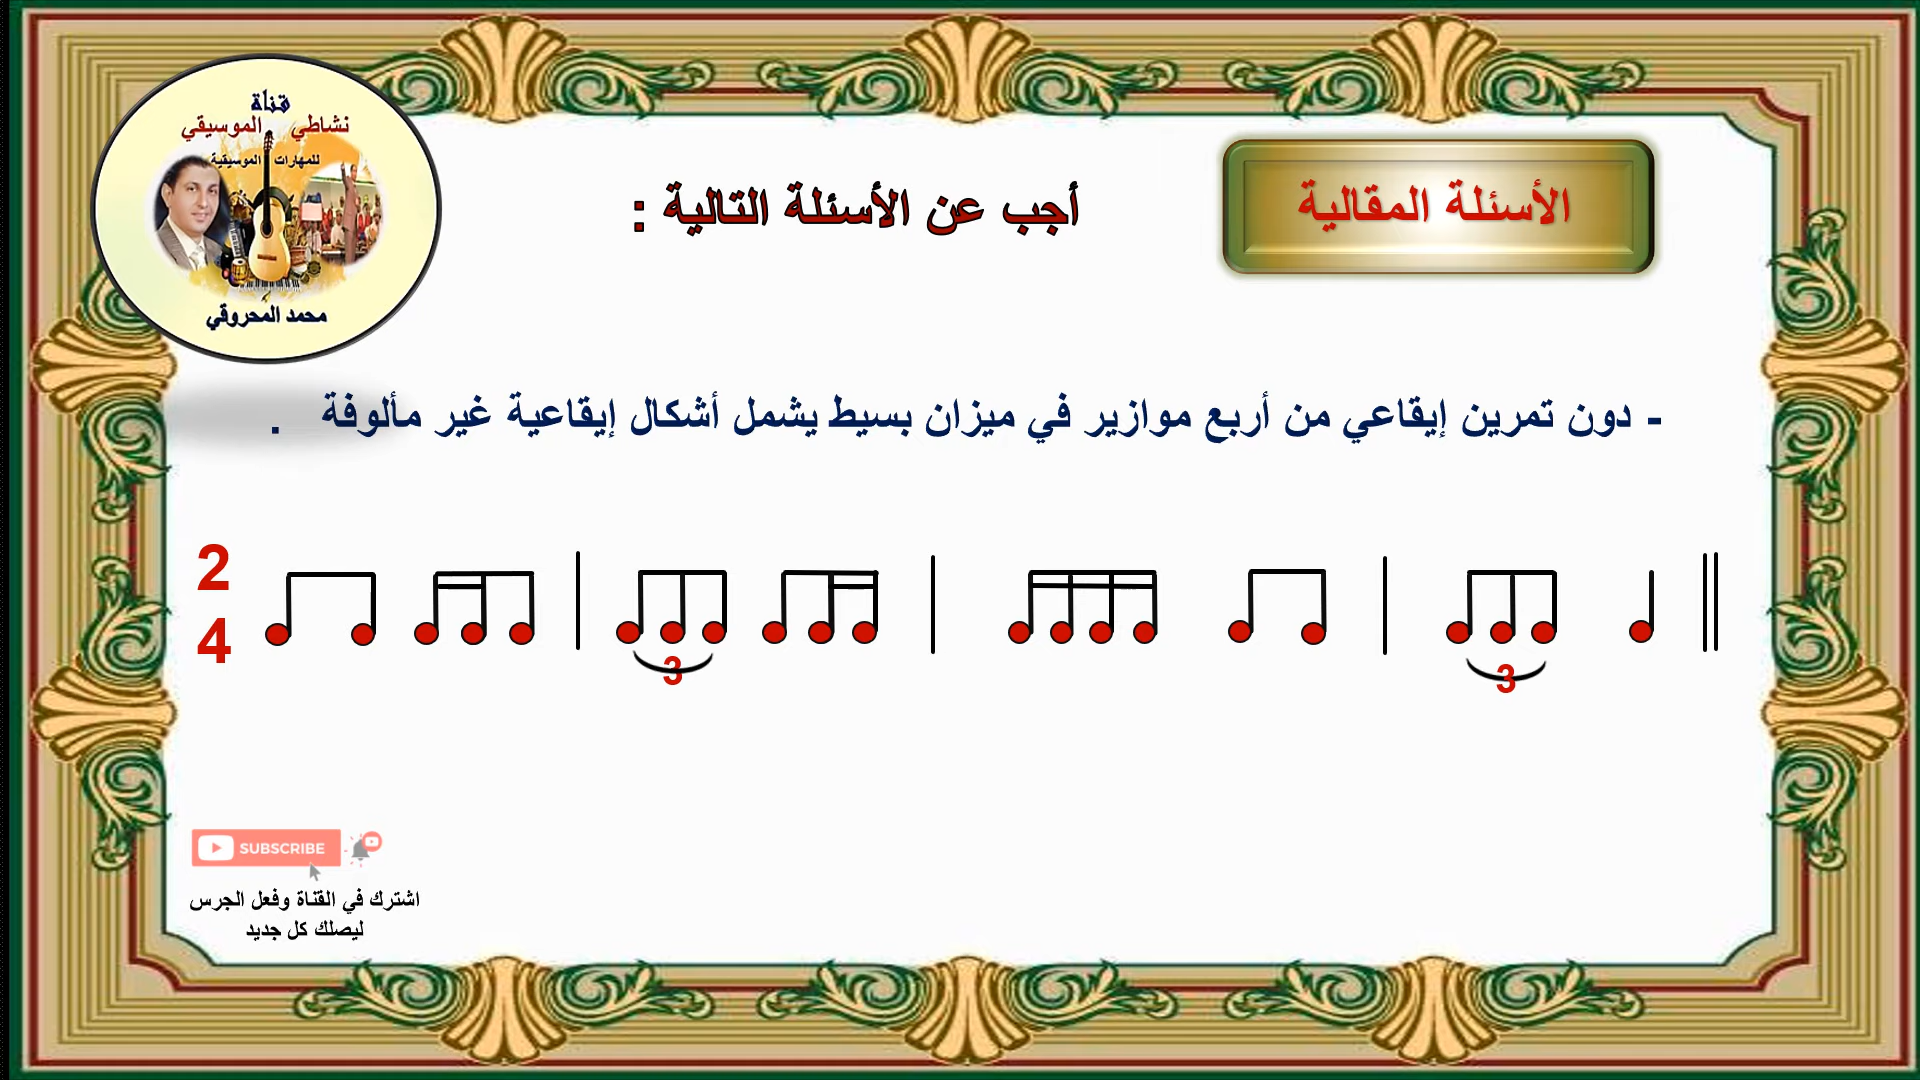 قناة
نشاطي الموسيقي
للمهارات الموسيقية
محمد المحروقي
الأسئلة المقالية
أجب عن الأسئلة التالية :
- دون تمرين إيقاعي من أربع موازير في ميزان بسيط يشمل أشكال إيقاعية غير مألوفة .
2
4
3
3
SUBSCRIBE
اشترك في القناة وفعل الجرس
ليصلك كل جديد